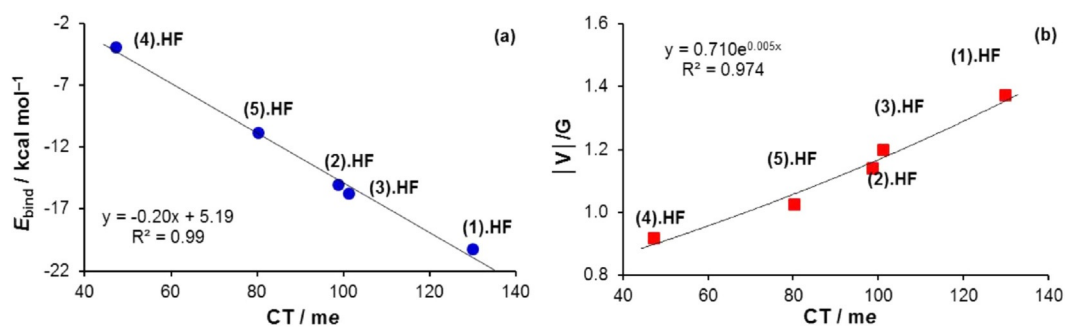 -2
-7
-12
-17
-22
E_bind / kcal mol⁻¹
(a)
(4).HF
(5).HF
(2).HF
(3).HF
(1).HF
y = -0.20x + 5.19
R² = 0.99
40 60 80 100 120 140
CT / me
1.6
1.4
1.2
1.0
0.8
|V|/G
(b)
y = 0.710e^0.005x
R² = 0.974
(1).HF
(3).HF
(5).HF
(2).HF
(4).HF
40 60 80 100 120 140
CT / me